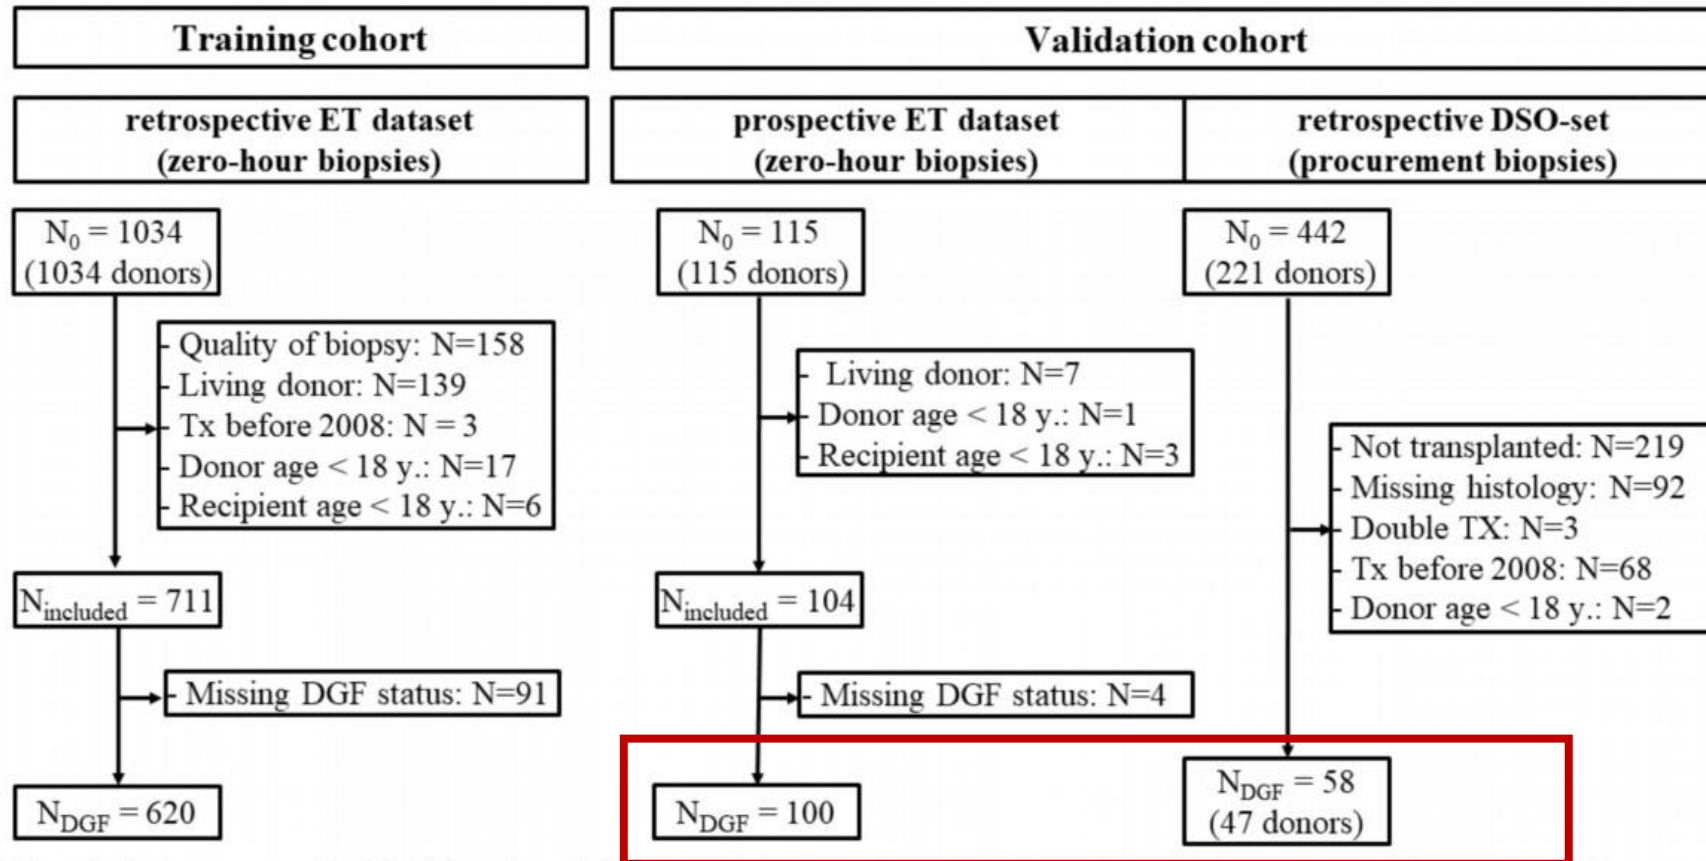 Training cohort
Validation cohort
retrospective ET dataset
(zero-hour biopsies)
prospective ET dataset
(zero-hour biopsies)
retrospective DSO-set
(procurement biopsies)
N₀ = 1034
(1034 donors)
N₀ = 115
(115 donors)
N₀ = 442
(221 donors)
- Quality of biopsy: N=158
- Living donor: N=139
- Tx before 2008: N = 3
- Donor age < 18 y.: N=17
- Recipient age < 18 y.: N=6
- Living donor: N=7
- Donor age < 18 y.: N=1
- Recipient age < 18 y.: N=3
- Not transplanted: N=219
- Missing histology: N=92
- Double TX: N=3
- Tx before 2008: N=68
- Donor age < 18 y.: N=2
Nincluded = 711
Nincluded = 104
- Missing DGF status: N=91
- Missing DGF status: N=4
NDGF = 620
NDGF = 100
NDGF = 58
(47 donors)